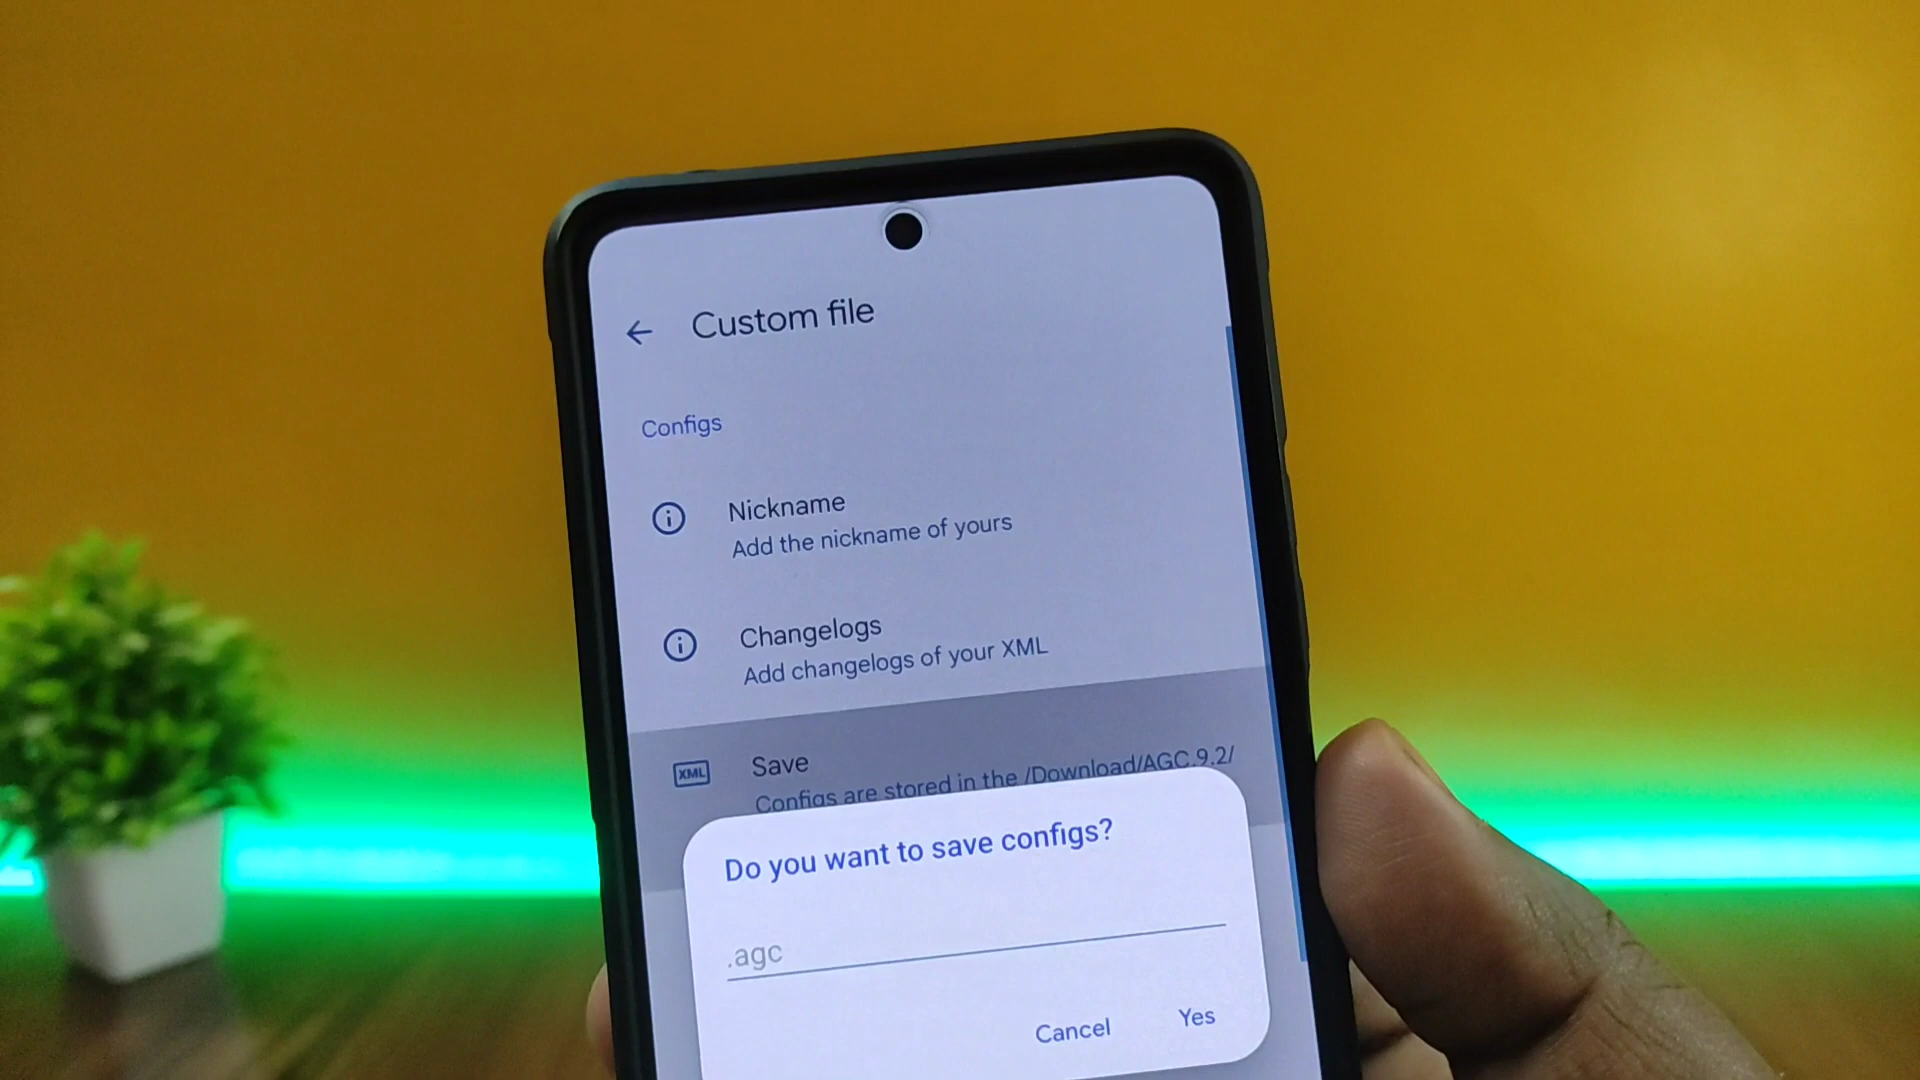 Custom file
Configs
Nickname
Add the nickname of yours
Changelogs
Add changelogs of your XML
XML
Save
Configs are stored in the /Download/AGC.9.2/
Do you want to save configs?
.agc
Cancel
Yes